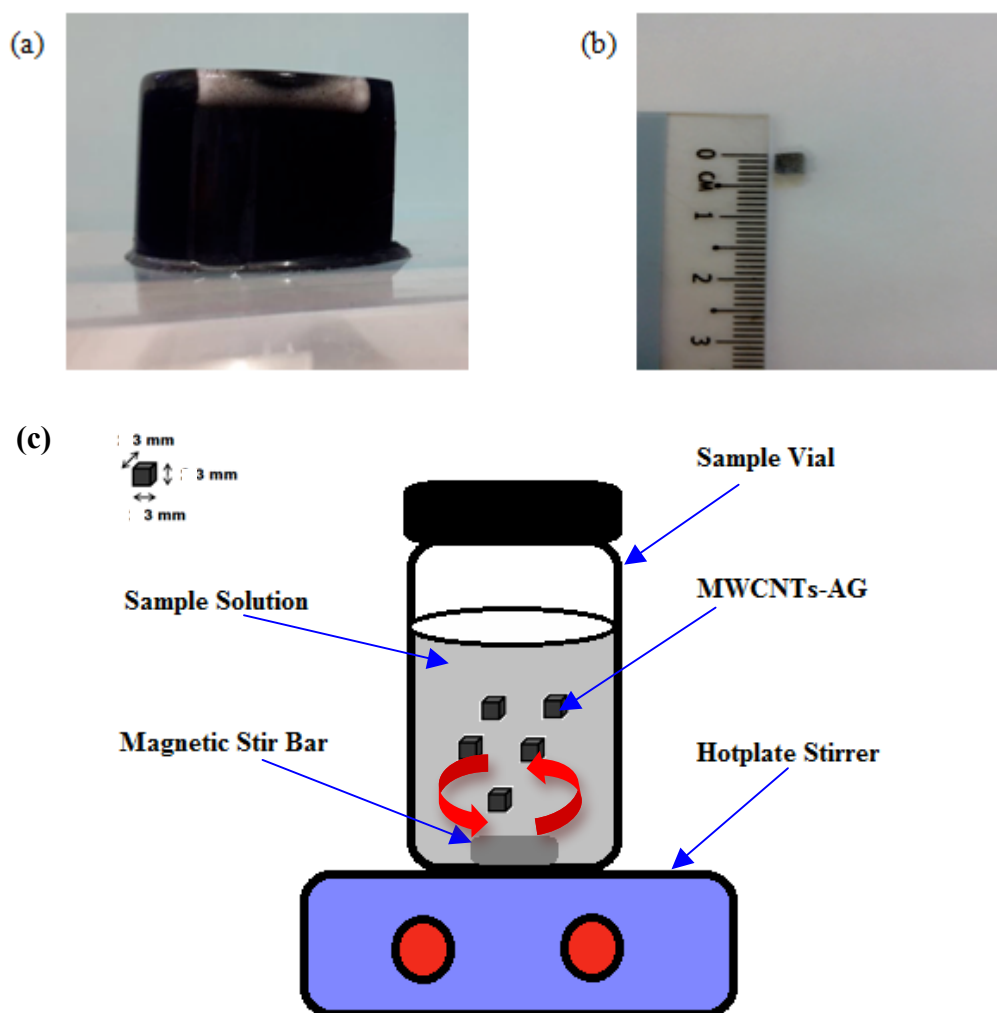 (a)
(b)
0
CM
1
2
3
(c)
3 mm
3 mm
3 mm
Sample Vial
MWCNTs-AG
Sample Solution
Magnetic Stir Bar
Hotplate Stirrer